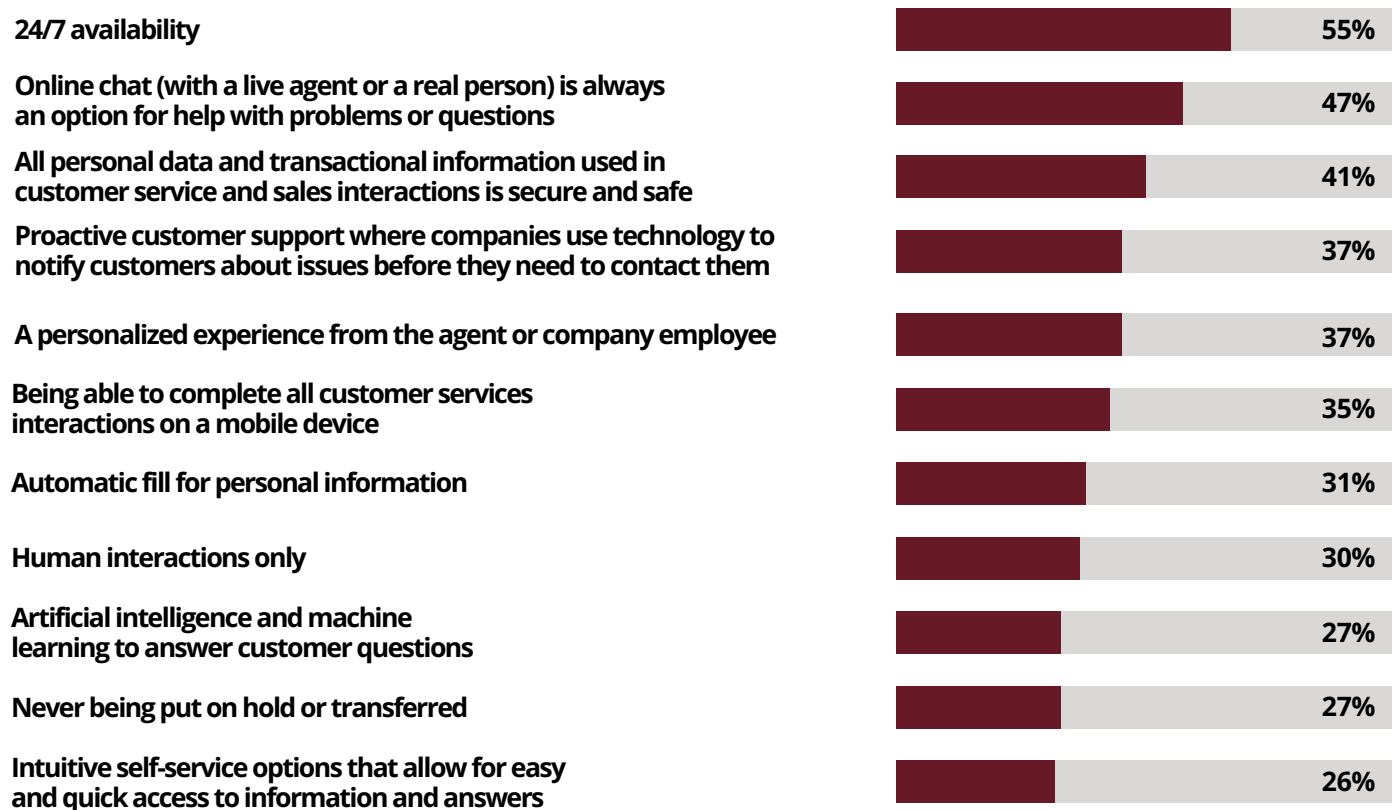 24/7 availability
55%
Online chat (with a live agent or a real person) is always
an option for help with problems or questions
47%
All personal data and transactional information used in
customer service and sales interactions is secure and safe
41%
Proactive customer support where companies use technology to
notify customers about issues before they need to contact them
37%
A personalized experience from the agent or company employee
37%
Being able to complete all customer services
interactions on a mobile device
35%
Automatic fill for personal information
31%
Human interactions only
30%
Artificial intelligence and machine
learning to answer customer questions
27%
Never being put on hold or transferred
27%
Intuitive self-service options that allow for easy
and quick access to information and answers
26%